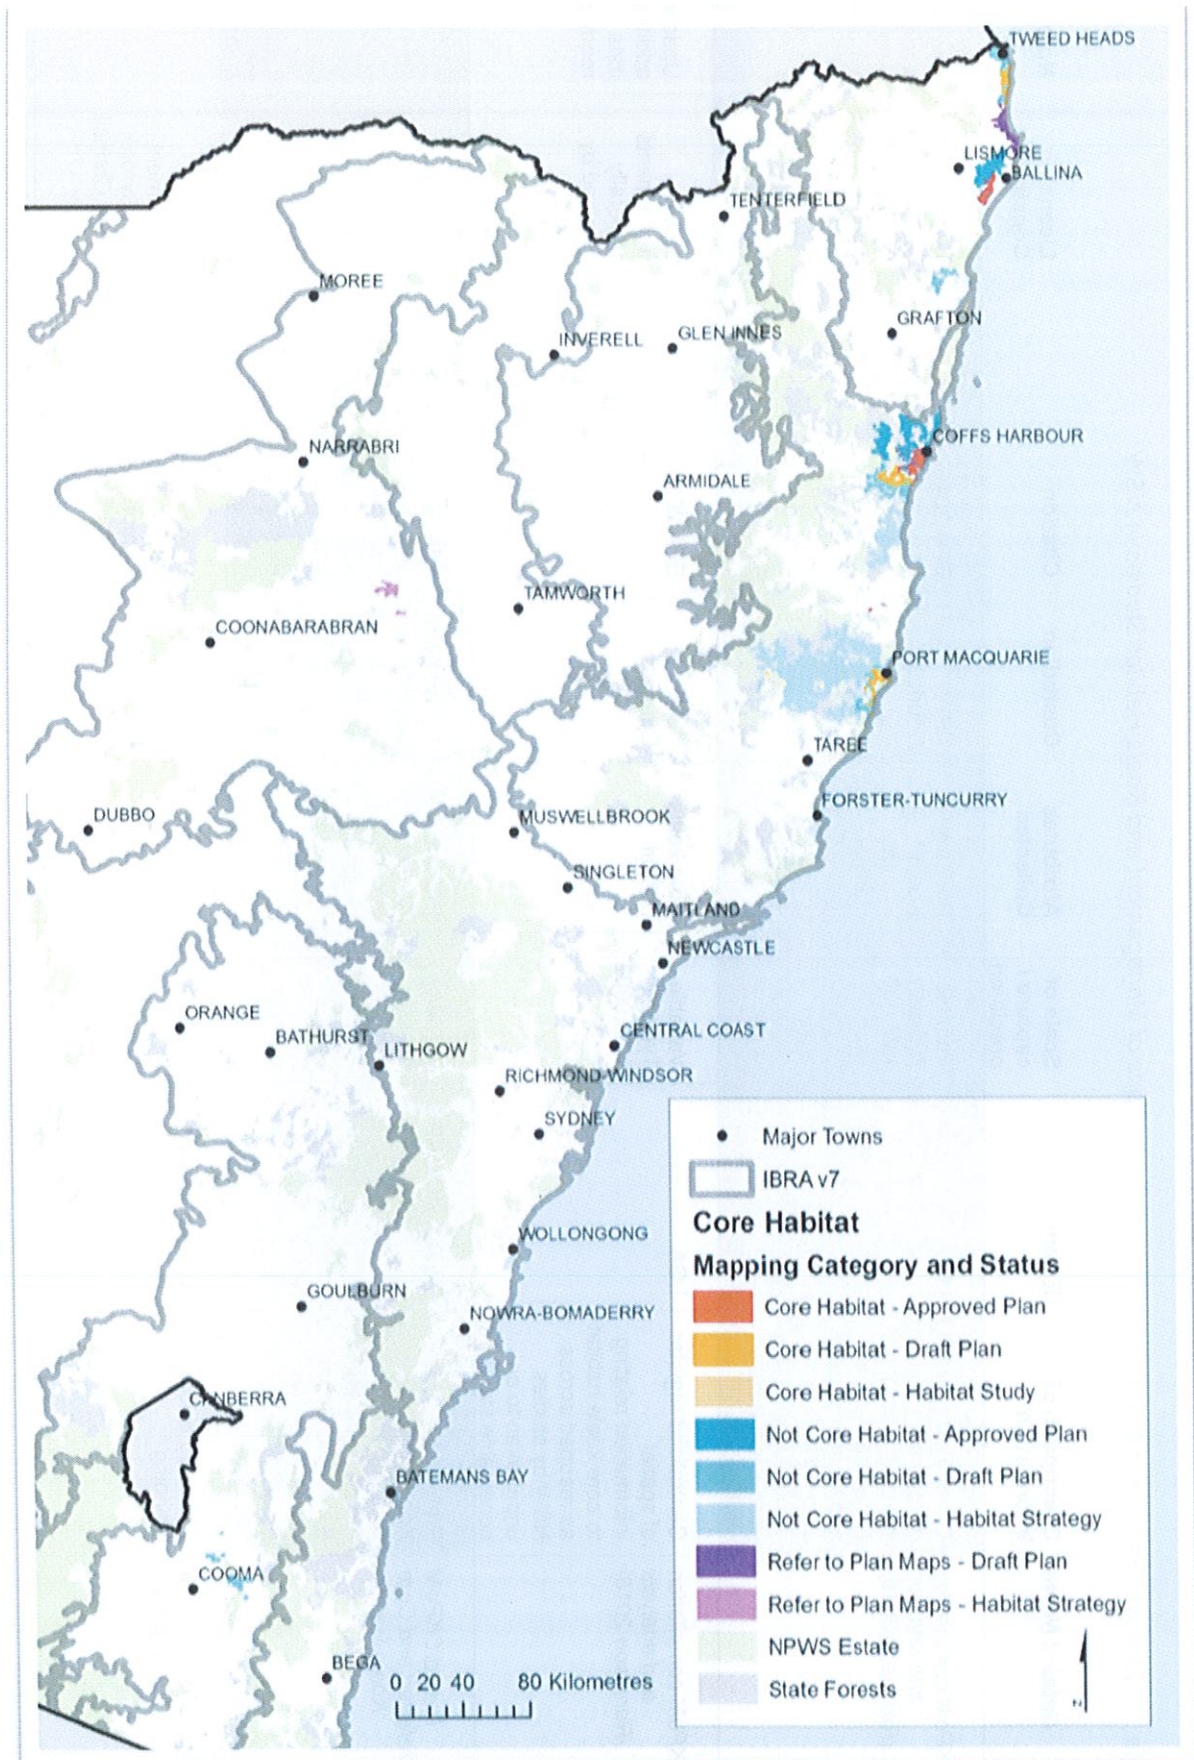 TWEED HEADS
LISMORE
BALLINA
TENTERFIELD
MOREE
GRAFTON
INVERELL
GLEN INNES
COFFS HARBOUR
NARRABRI
ARMIDALE
TAMWORTH
COONABARABRAN
PORT MACQUARIE
TAREE
FORSTER-TUNCURRY
DUBBO
MUSWELLBROOK
SINGLETON
MAITLAND
NEWCASTLE
ORANGE
CENTRAL COAST
BATHURST
LITHGOW
RICHMOND-WINDSOR
SYDNEY
WOLLONGONG
GOULBURN
NOWRA-BOMADERRY
CANBERRA
BATEMANS BAY
COOMA
BEGA
0 20 40 80 Kilometres
Major Towns
IBRA v7
Core Habitat
Mapping Category and Status
Core Habitat - Approved Plan
Core Habitat - Draft Plan
Core Habitat - Habitat Study
Not Core Habitat - Approved Plan
Not Core Habitat - Draft Plan
Not Core Habitat - Habitat Strategy
Refer to Plan Maps - Draft Plan
Refer to Plan Maps - Habitat Strategy
NPWS Estate
State Forests
N